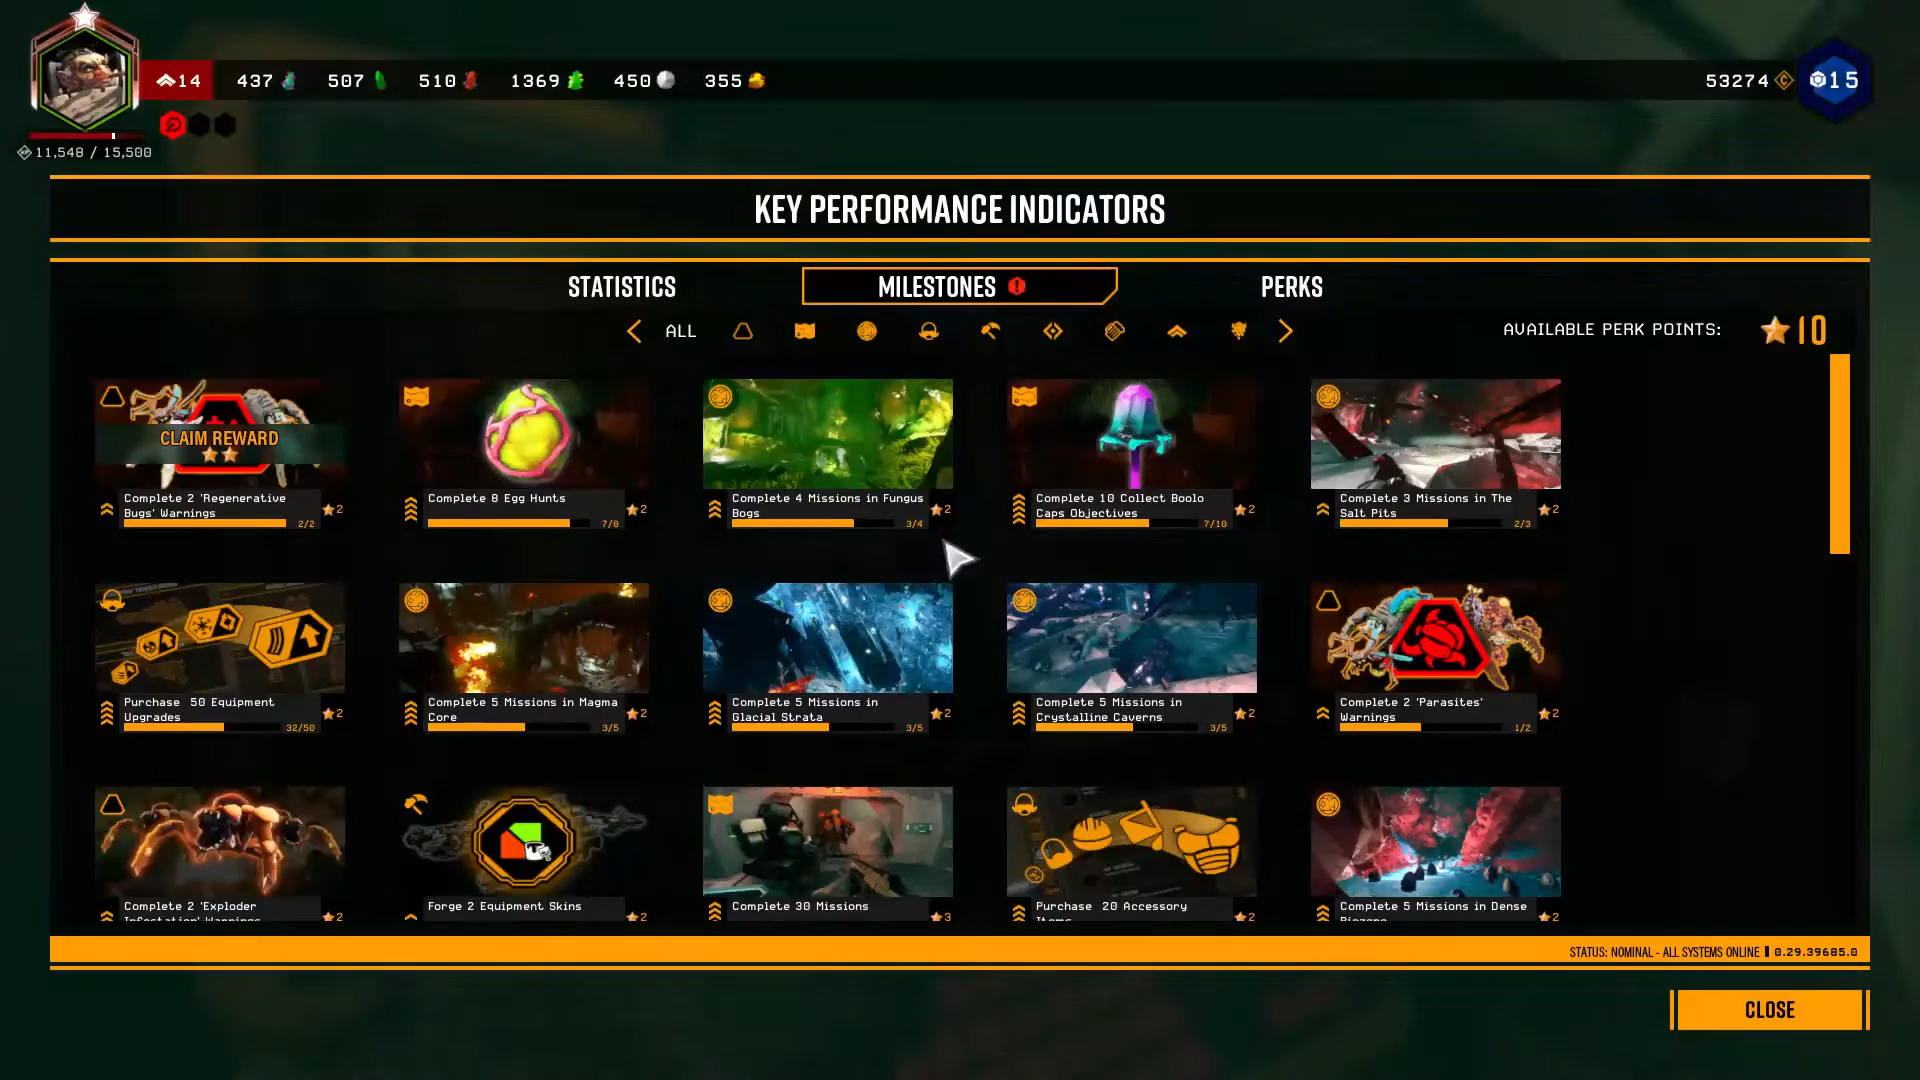 14 437 507 510 1369 450 355 53274 15
11,548 / 15,500
KEY PERFORMANCE INDICATORS
STATISTICS MILESTONES PERKS
ALL AVAILABLE PERK POINTS: 10
CLAIM REWARD
Complete 2 'Regenerative
Bugs' Warnings
2/2
2
Complete 8 Egg Hunts
7/8
2
Complete 4 Missions in Fungus
Bogs
3/4
2
Complete 10 Collect Boolo
Caps Objectives
7/10
2
Complete 3 Missions in The
Salt Pits
2/3
2
Purchase 50 Equipment
Upgrades
32/50
2
Complete 5 Missions in Magma
Core
3/5
2
Complete 5 Missions in
Glacial Strata
3/5
2
Complete 5 Missions in
Crystalline Caverns
3/5
2
Complete 2 'Parasites'
Warnings
1/2
2
Complete 2 'Exploder
Infestation' Warnings
2
Forge 2 Equipment Skins
2
Complete 30 Missions
3
Purchase 20 Accessory
Items
2
Complete 5 Missions in Dense
Biozone
2
STATUS: NOMINAL - ALL SYSTEMS ONLINE 0.29.39685.0
CLOSE